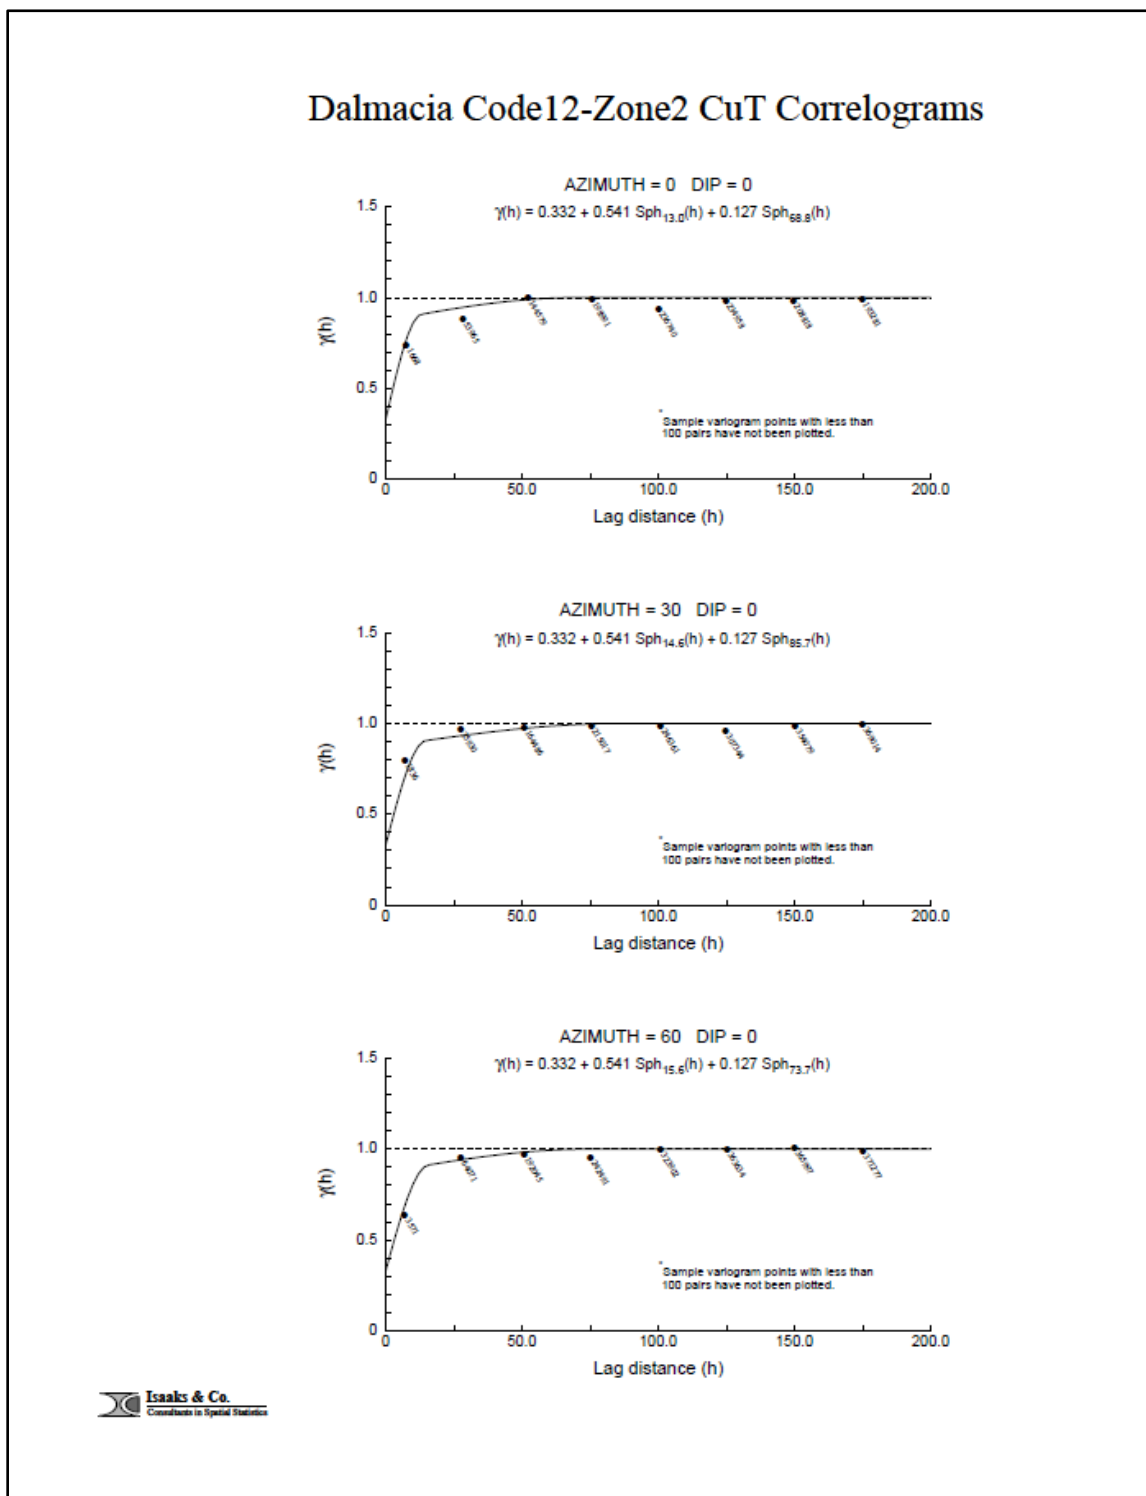 Dalmacia Code12-Zone2 CuT Correlograms
AZIMUTH = 0 DIP = 0
γ(h) = 0.332 + 0.541 Sph13.0(h) + 0.127 Sph68.8(h)
1.5
1.0
0.5
0
γ(h)
* Sample variogram points with less than
100 pairs have not been plotted.
0 50.0 100.0 150.0 200.0
Lag distance (h)
AZIMUTH = 30 DIP = 0
γ(h) = 0.332 + 0.541 Sph14.6(h) + 0.127 Sph85.7(h)
1.5
1.0
0.5
0
γ(h)
* Sample variogram points with less than
100 pairs have not been plotted.
0 50.0 100.0 150.0 200.0
Lag distance (h)
AZIMUTH = 60 DIP = 0
γ(h) = 0.332 + 0.541 Sph15.6(h) + 0.127 Sph73.7(h)
1.5
1.0
0.5
0
γ(h)
* Sample variogram points with less than
100 pairs have not been plotted.
0 50.0 100.0 150.0 200.0
Lag distance (h)
Isaaks & Co.
Consultants in Spatial Statistics